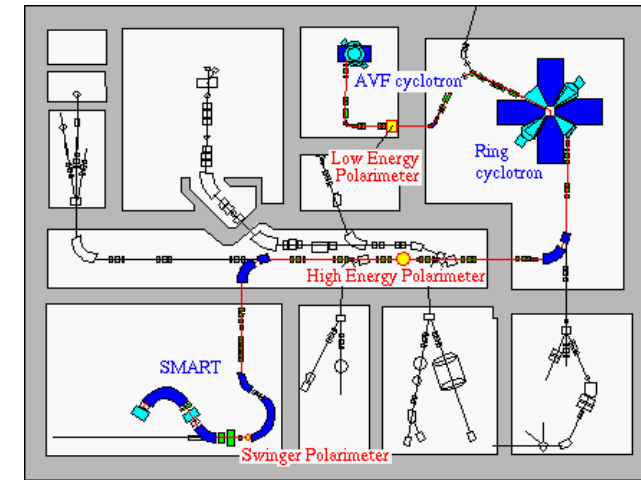 AVF cyclotron
Low Energy
Polarimeter
Ring
cyclotron
High Energy Polarimeter
SMART
Swinger Polarimeter